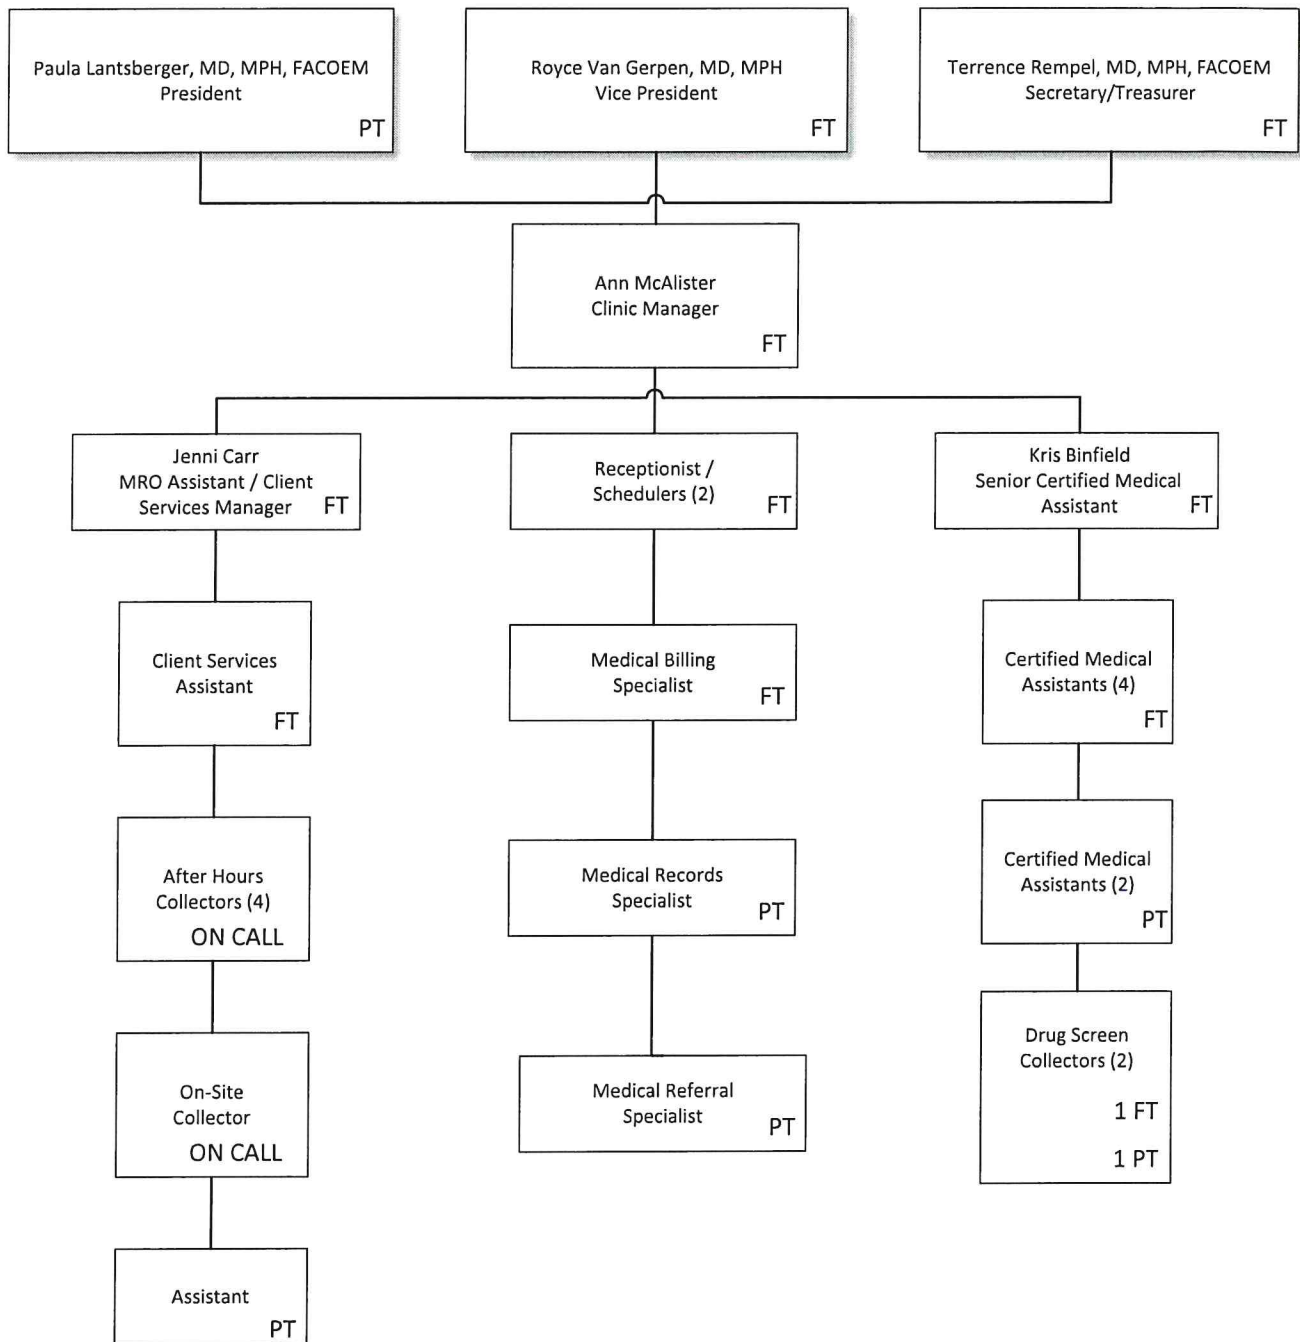 Paula Lantsberger, MD, MPH, FACOEM
President
PT
Royce Van Gerpen, MD, MPH
Vice President
FT
Terrence Rempel, MD, MPH, FACOEM
Secretary/Treasurer
FT
Ann McAlister
Clinic Manager
FT
Jenni Carr
MRO Assistant / Client
Services Manager
FT
Receptionist /
Schedulers (2)
FT
Kris Binfield
Senior Certified Medical
Assistant
FT
Client Services
Assistant
FT
Medical Billing
Specialist
FT
Certified Medical
Assistants (4)
FT
After Hours
Collectors (4)
ON CALL
Medical Records
Specialist
PT
Certified Medical
Assistants (2)
PT
On-Site
Collector
ON CALL
Medical Referral
Specialist
PT
Drug Screen
Collectors (2)
1 FT
1 PT
Assistant
PT